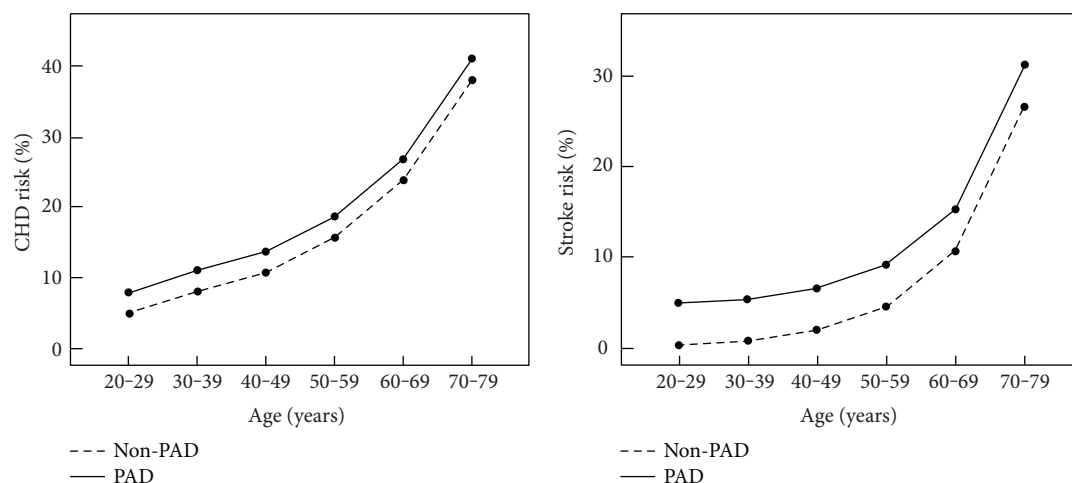 CHD risk (%)
40
30
20
10
0
20–29 30–39 40–49 50–59 60–69 70–79
Age (years)
Non-PAD
PAD
Stroke risk (%)
30
20
10
0
20–29 30–39 40–49 50–59 60–69 70–79
Age (years)
Non-PAD
PAD